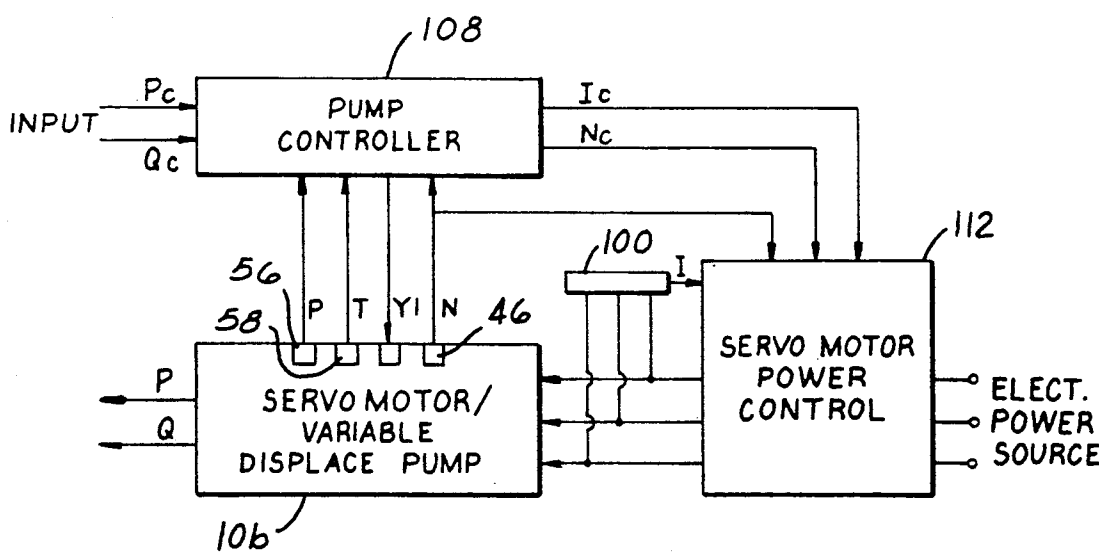 108
Pc
INPUT
Qc
PUMP
CONTROLLER
Ic
Nc
112
100
I
56
58
P
T
Y1
N
46
SERVO MOTOR
POWER
CONTROL
P
Q
SERVO MOTOR/
VARIABLE
DISPLACE PUMP
ELECT.
POWER
SOURCE
10b